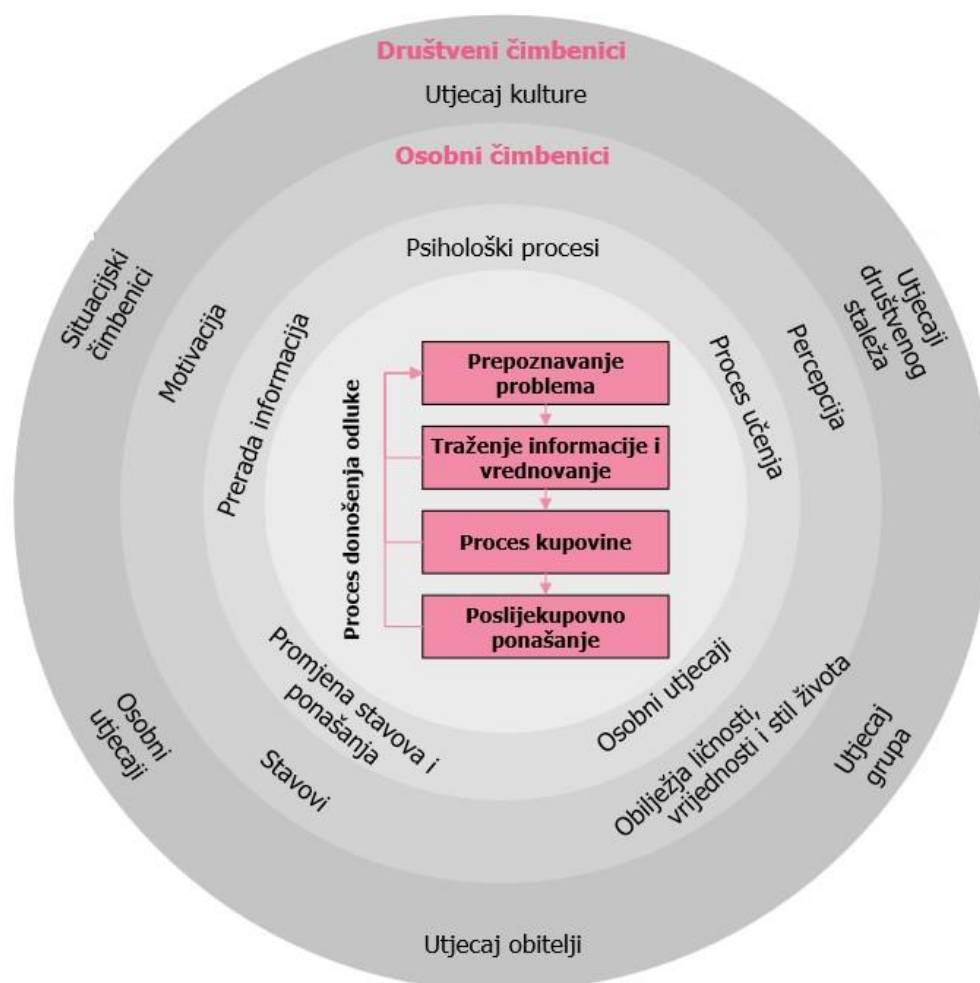 Društveni čimbenici
Utjecaj kulture
Osobni čimbenici
Psihološki procesi
Situacijski
čimbenici
Motivacija
Prerada informacija
Proces učenja
Percepcija
Utjecaji
društvenog
staleža
Proces donošenja odluke
Prepoznavanje
problema
Traženje informacije i
vrednovanje
Proces kupovine
Poslijekupovno
ponašanje
Osobni
utjecaji
Stavovi
Promjena stavova i
ponašanja
Osobni utjecaji
Obilježja ličnosti,
vrijednosti i stil života
Utjecaj
grupa
Utjecaj obitelji